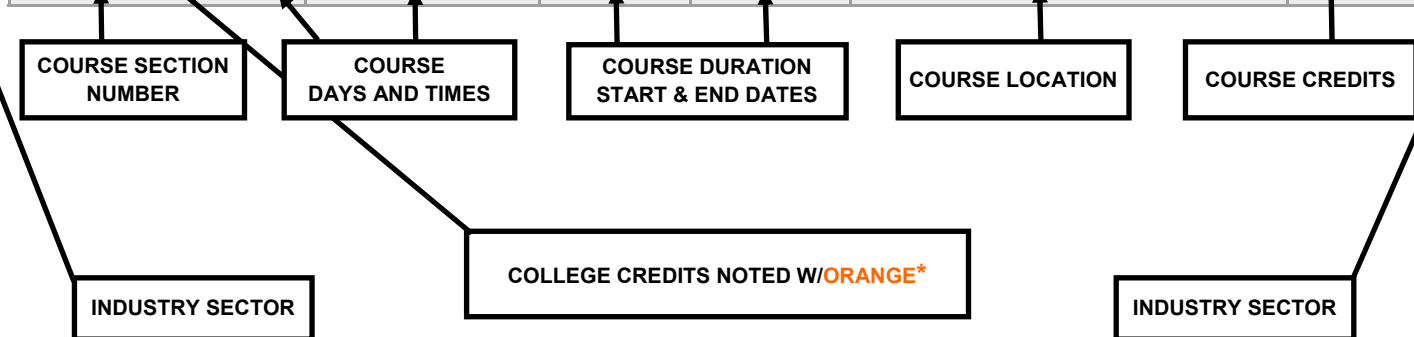 COURSE SECTION
NUMBER
COURSE
DAYS AND TIMES
COURSE DURATION
START & END DATES
COURSE LOCATION
COURSE CREDITS
COLLEGE CREDITS NOTED W/ORANGE*
INDUSTRY SECTOR
INDUSTRY SECTOR